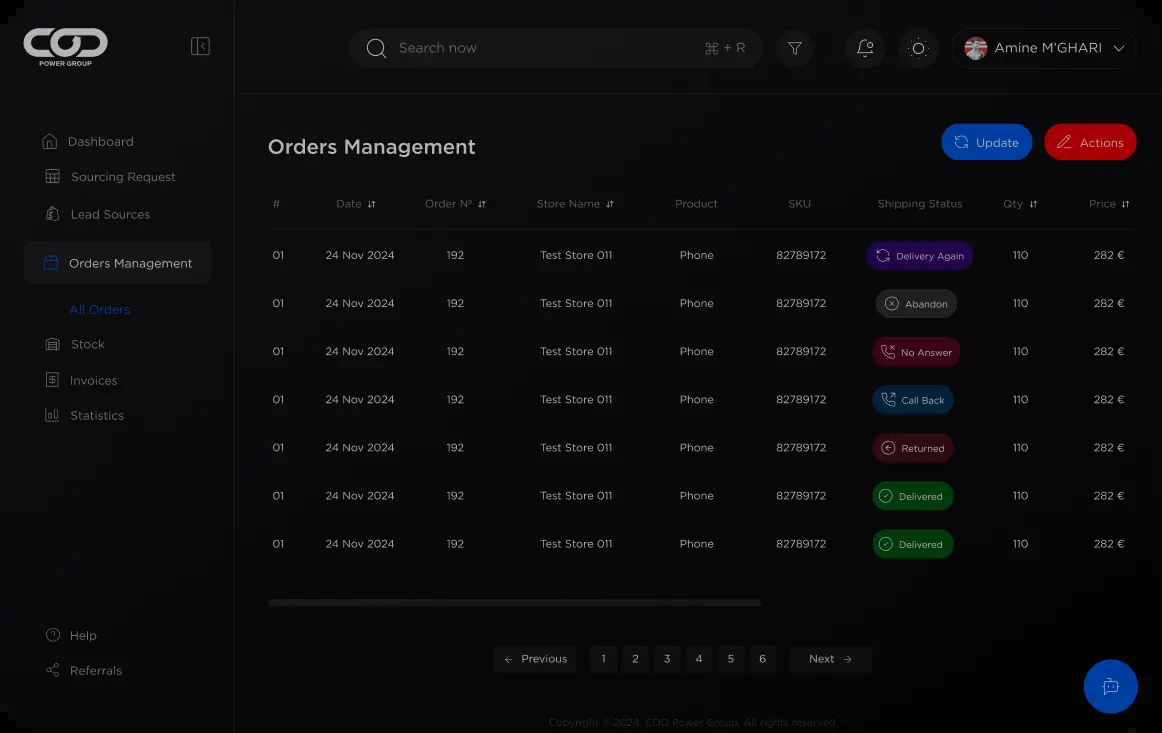 COD
POWER GROUP
Search now
⌘ + R
Amine M'GHARI
Dashboard
Sourcing Request
Lead Sources
Orders Management
All Orders
Stock
Invoices
Statistics
Help
Referrals
Orders Management
Update
Actions
# Date Order N° Store Name Product SKU Shipping Status Qty Price
01 24 Nov 2024 192 Test Store 011 Phone 82789172 Delivery Again 110 282 €
01 24 Nov 2024 192 Test Store 011 Phone 82789172 Abandon 110 282 €
01 24 Nov 2024 192 Test Store 011 Phone 82789172 No Answer 110 282 €
01 24 Nov 2024 192 Test Store 011 Phone 82789172 Call Back 110 282 €
01 24 Nov 2024 192 Test Store 011 Phone 82789172 Returned 110 282 €
01 24 Nov 2024 192 Test Store 011 Phone 82789172 Delivered 110 282 €
01 24 Nov 2024 192 Test Store 011 Phone 82789172 Delivered 110 282 €
← Previous 1 2 3 4 5 6 Next →
Copyright © 2024. COD Power Group, All rights reserved.